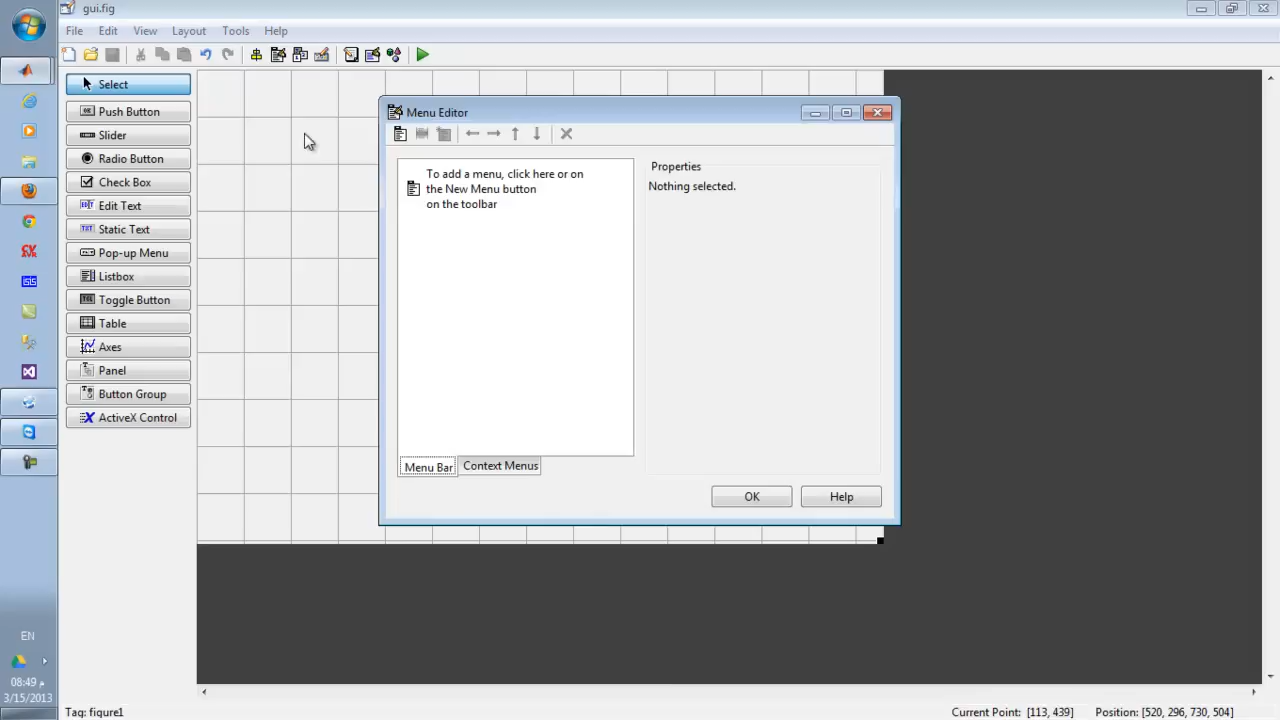 gui.fig
File Edit View Layout Tools Help
Select
Push Button
Slider
Radio Button
Check Box
Edit Text
Static Text
Pop-up Menu
Listbox
Toggle Button
Table
Axes
Panel
Button Group
ActiveX Control
Menu Editor
To add a menu, click here or on
the New Menu button
on the toolbar
Menu Bar Context Menus
Properties
Nothing selected.
OK Help
EN
08:49 م
3/15/2013
Tag: figure1
Current Point: [113, 439] Position: [520, 296, 730, 504]